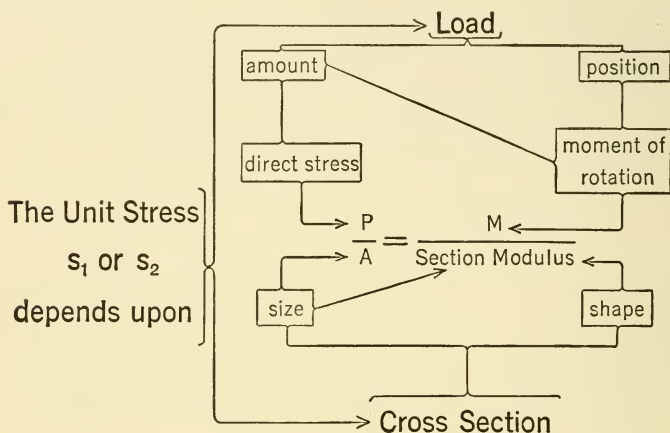 Load
amount
position
direct stress
moment of
rotation
The Unit Stress
s₁ or s₂
depends upon
P
A
=
M
Section Modulus
size
shape
Cross Section